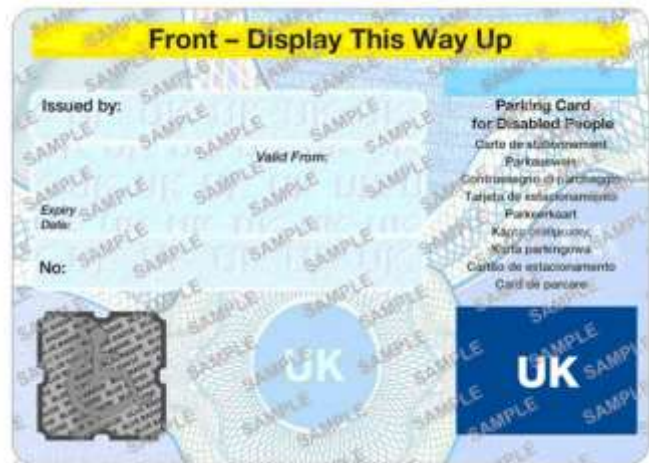 Front – Display This Way Up
Issued by:
Valid From:
Expiry
Date:
No:
Parking Card
for Disabled People
Carte de stationnement
Parkausweis
Contrassegno di parcheggio
Tarjeta de estacionamiento
Parkeerkaart
Karta parkingowa
Cartão de estacionamento
Card de parcare
UK
UK
SAMPLE